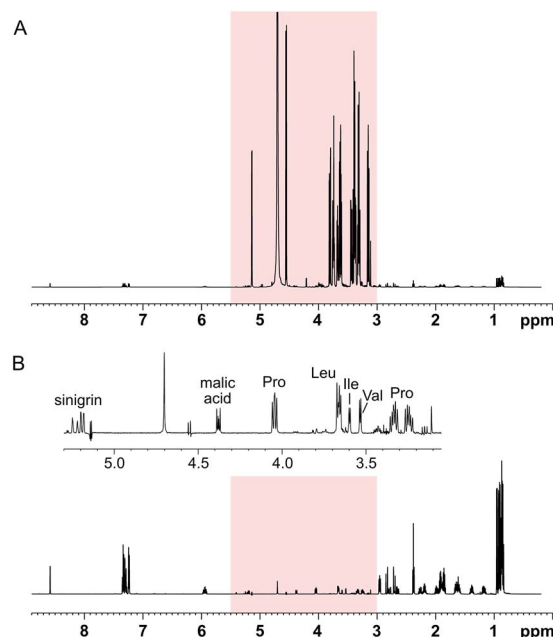 A
8 7 6 5 4 3 2 1 ppm
B
sinigrin malic acid Pro Leu Ile Val Pro
5.0 4.5 4.0 3.5
8 7 6 5 4 3 2 1 ppm